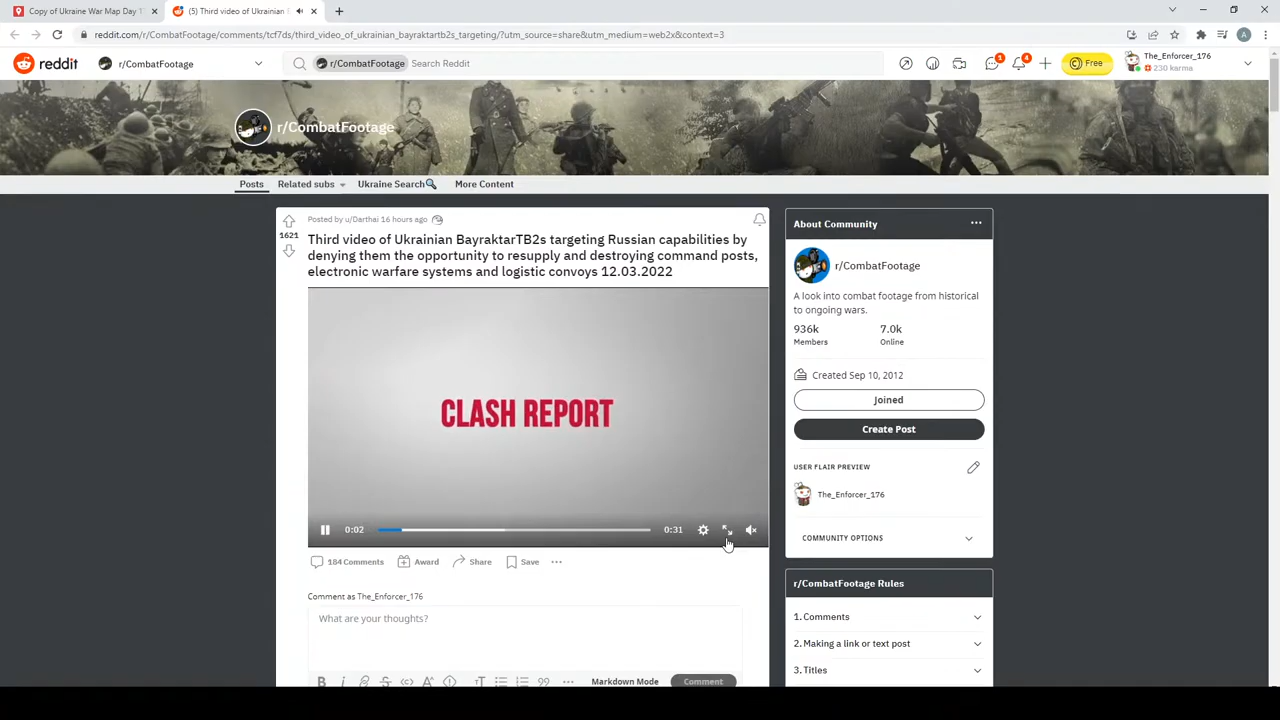 Copy of Ukraine War Map Day 17
(5) Third video of Ukrainian B
reddit.com/r/CombatFootage/comments/tcf7ds/third_video_of_ukrainian_bayraktartb2s_targeting/?utm_source=share&utm_medium=web2x&context=3
A
reddit
r/CombatFootage
r/CombatFootage
Search Reddit
1
4
Free
The_Enforcer_176
230 karma
r/CombatFootage
Posts
Related subs
Ukraine Search
More Content
1621
Posted by u/Darthai 16 hours ago
Third video of Ukrainian BayraktarTB2s targeting Russian capabilities by
denying them the opportunity to resupply and destroying command posts,
electronic warfare systems and logistic convoys 12.03.2022
CLASH REPORT
0:02
0:31
184 Comments
Award
Share
Save
Comment as The_Enforcer_176
What are your thoughts?
B i
Markdown Mode
Comment
About Community
r/CombatFootage
A look into combat footage from historical
to ongoing wars.
936k
7.0k
Members
Online
Created Sep 10, 2012
Joined
Create Post
USER FLAIR PREVIEW
The_Enforcer_176
COMMUNITY OPTIONS
r/CombatFootage Rules
1. Comments
2. Making a link or text post
3. Titles